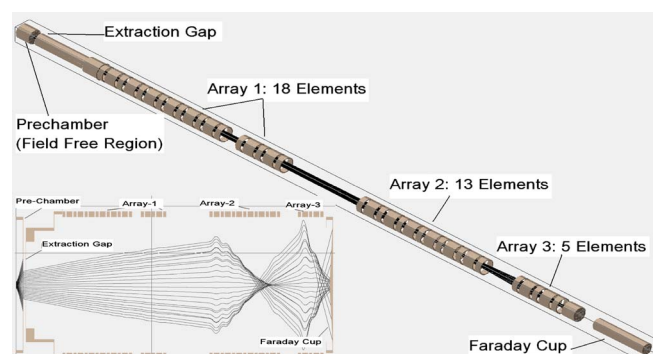 Extraction Gap
Array 1: 18 Elements
Prechamber
(Field Free Region)
Array 2: 13 Elements
Array 3: 5 Elements
Faraday Cup
Pre-Chamber
Array-1
Array-2
Array-3
Extraction Gap
Faraday Cup